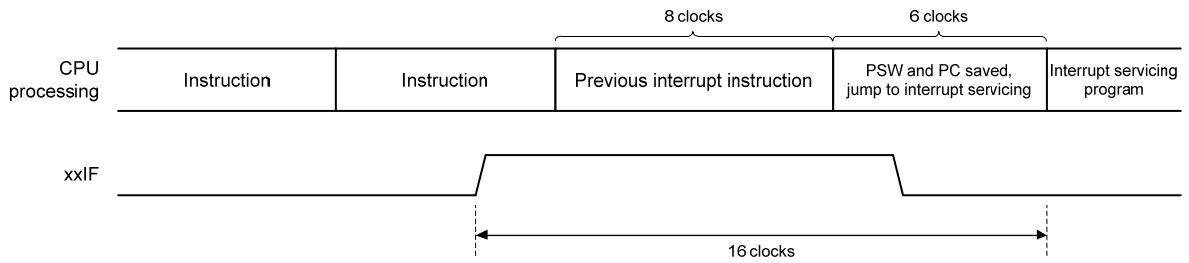 8 clocks
6 clocks
CPU
processing
Instruction
Instruction
Previous interrupt instruction
PSW and PC saved,
jump to interrupt servicing
Interrupt servicing
program
xxIF
16 clocks